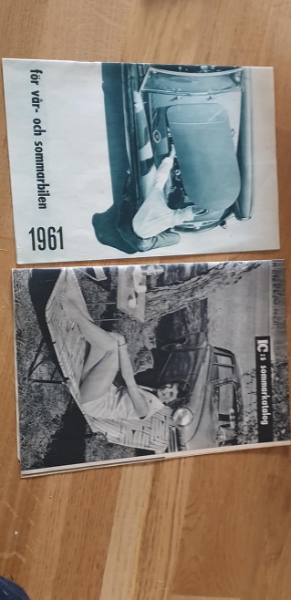 för vår- och sommarbilen
1961
IC:s sommarkatalog